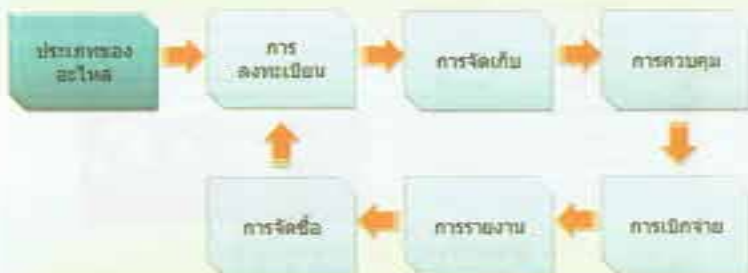 ประเภทของ
อะไหล่
การ
ลงทะเบียน
การจัดเก็บ
การควบคุม
การเบิกจ่าย
การรายงาน
การจัดซื้อ